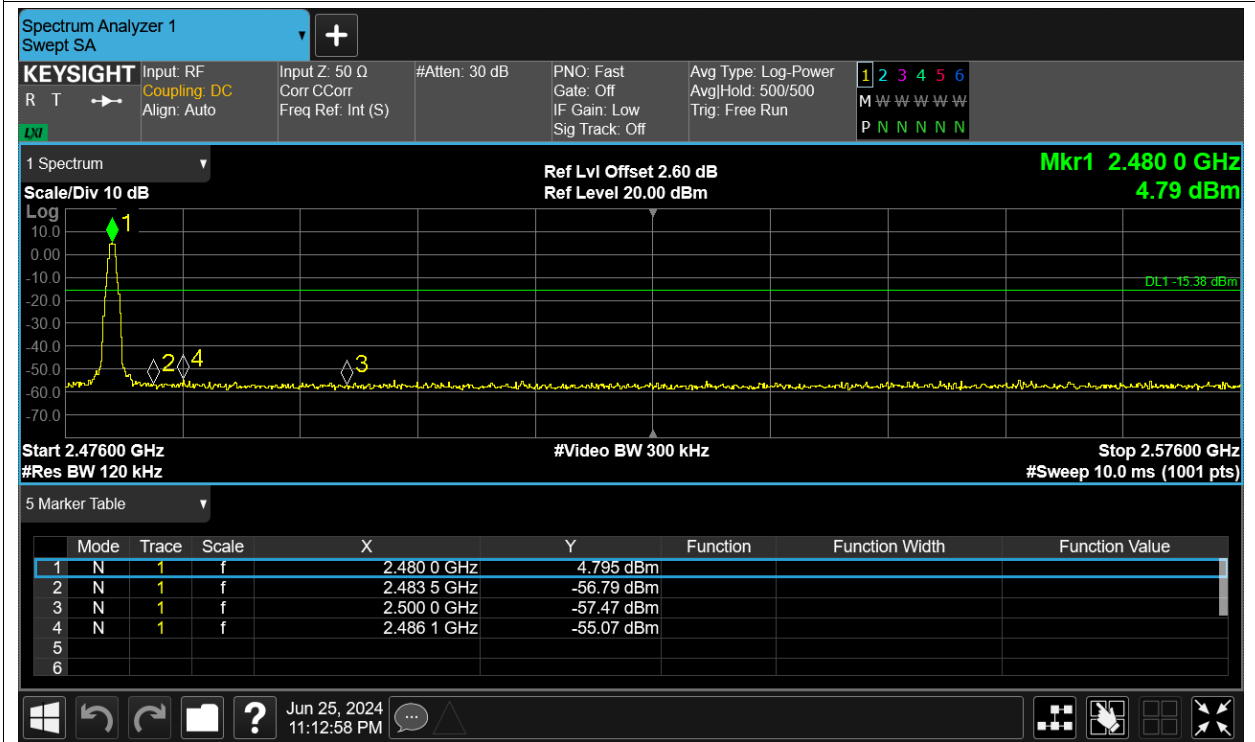 Spectrum Analyzer 1
Swept SA
+
KEYSIGHT Input: RF Input Z: 50 Ω #Atten: 30 dB PNO: Fast Avg Type: Log-Power 1 2 3 4 5 6
R T Coupling: DC Corr CCorr Gate: Off Avg|Hold: 500/500 M W W W W W
Align: Auto Freq Ref: Int (S) IF Gain: Low Trig: Free Run
LXI Sig Track: Off P N N N N N
1 Spectrum Ref Lvl Offset 2.60 dB Mkr1 2.480 0 GHz
Scale/Div 10 dB Ref Level 20.00 dBm 4.79 dBm
Log
1
10.0
0.00
-10.0
DL1 -15.38 dBm
-20.0
-30.0
-40.0
2 4 3
-50.0
-60.0
-70.0
Start 2.47600 GHz #Video BW 300 kHz Stop 2.57600 GHz
#Res BW 120 kHz #Sweep 10.0 ms (1001 pts)
5 Marker Table
Mode Trace Scale X Y Function Function Width Function Value
1 N 1 f 2.480 0 GHz 4.795 dBm
2 N 1 f 2.483 5 GHz -56.79 dBm
3 N 1 f 2.500 0 GHz -57.47 dBm
4 N 1 f 2.486 1 GHz -55.07 dBm
5
6
? Jun 25, 2024
11:12:58 PM